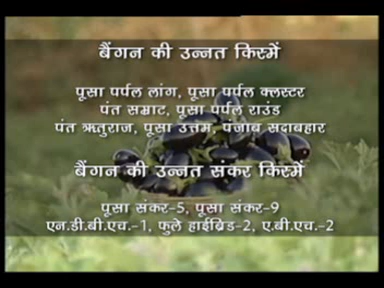 बैंगन की उन्नत किस्में
पूसा पर्पल लांग, पूसा पर्पल क्लस्टर
पंत सम्राट, पूसा पर्पल राउंड
पंत ऋतुराज, पूसा उत्तम, पंजाब सदाबहार
बैंगन की उन्नत संकर किस्में
पूसा संकर-5, पूसा संकर-9
एन.डी.बी.एच.-1, फुले हाईब्रिड-2, ए.बी.एच.-2